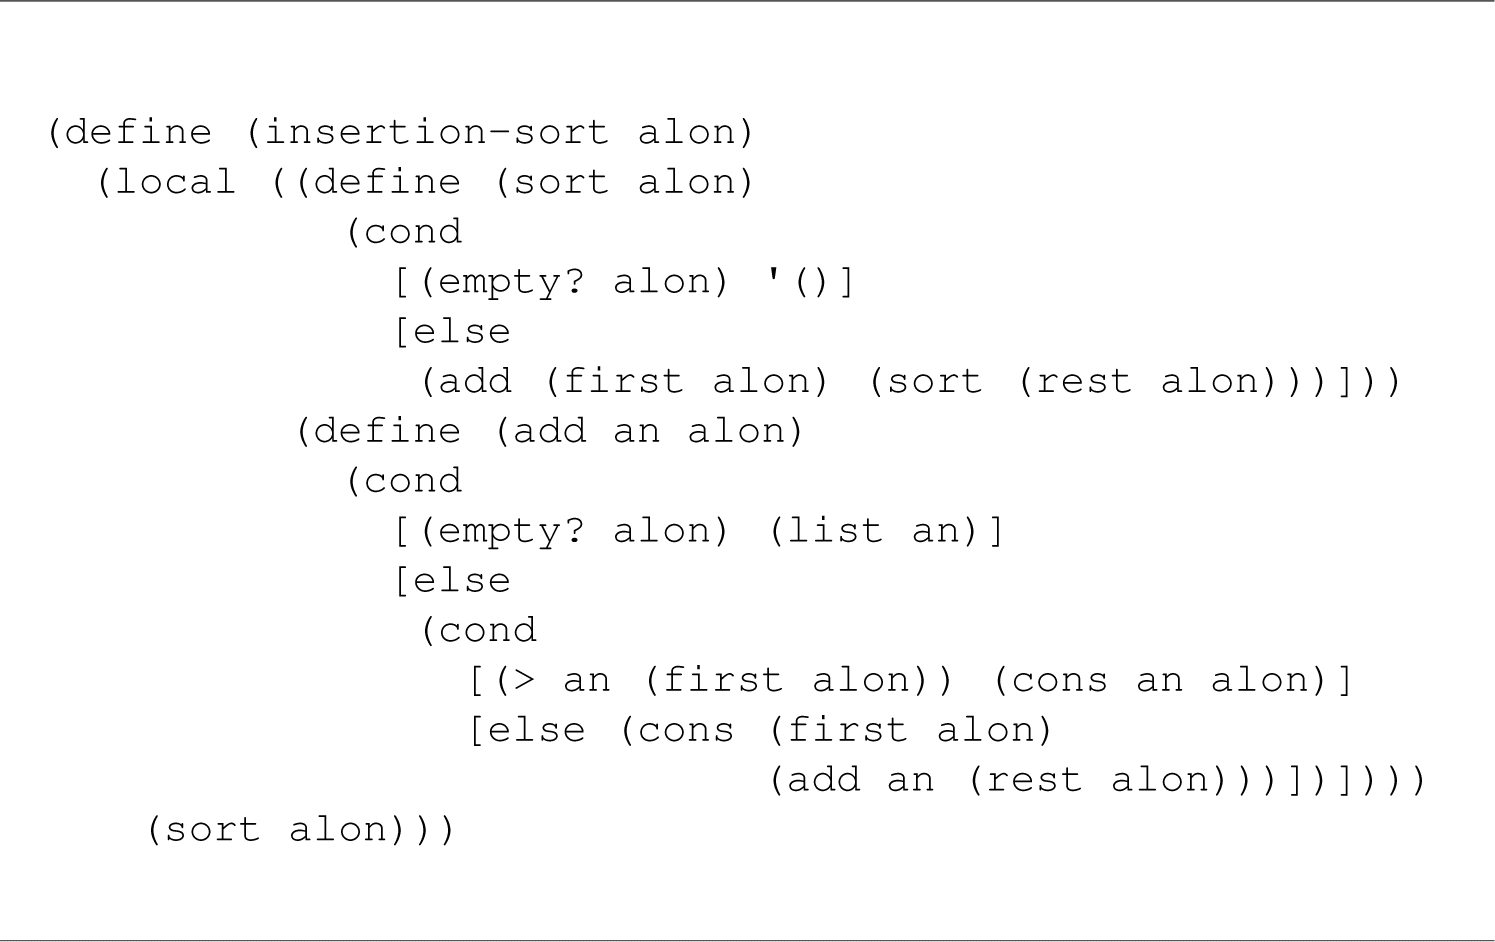 (define (insertion-sort alon)
  (local ((define (sort alon)
            (cond
              [(empty? alon) '()]
              [else
               (add (first alon) (sort (rest alon)))]))
          (define (add an alon)
            (cond
              [(empty? alon) (list an)]
              [else
               (cond
                 [(> an (first alon)) (cons an alon)]
                 [else (cons (first alon)
                             (add an (rest alon)))])])))
    (sort alon)))